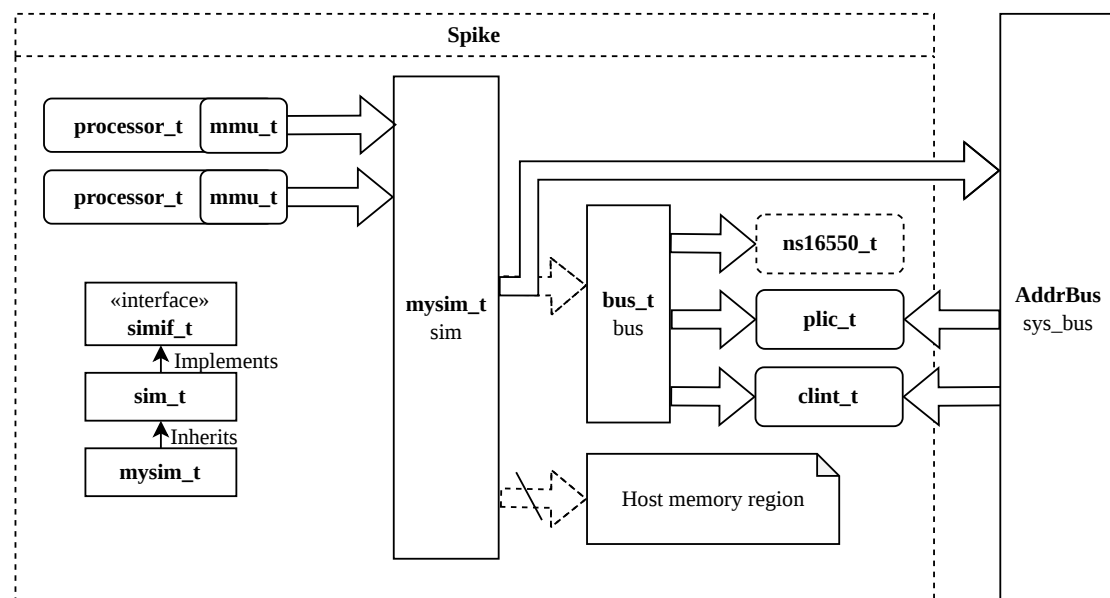 Spike
processor_t
mmu_t
processor_t
mmu_t
«interface»
simif_t
Implements
sim_t
Inherits
mysim_t
mysim_t
sim
bus_t
bus
ns16550_t
plic_t
clint_t
Host memory region
AddrBus
sys_bus